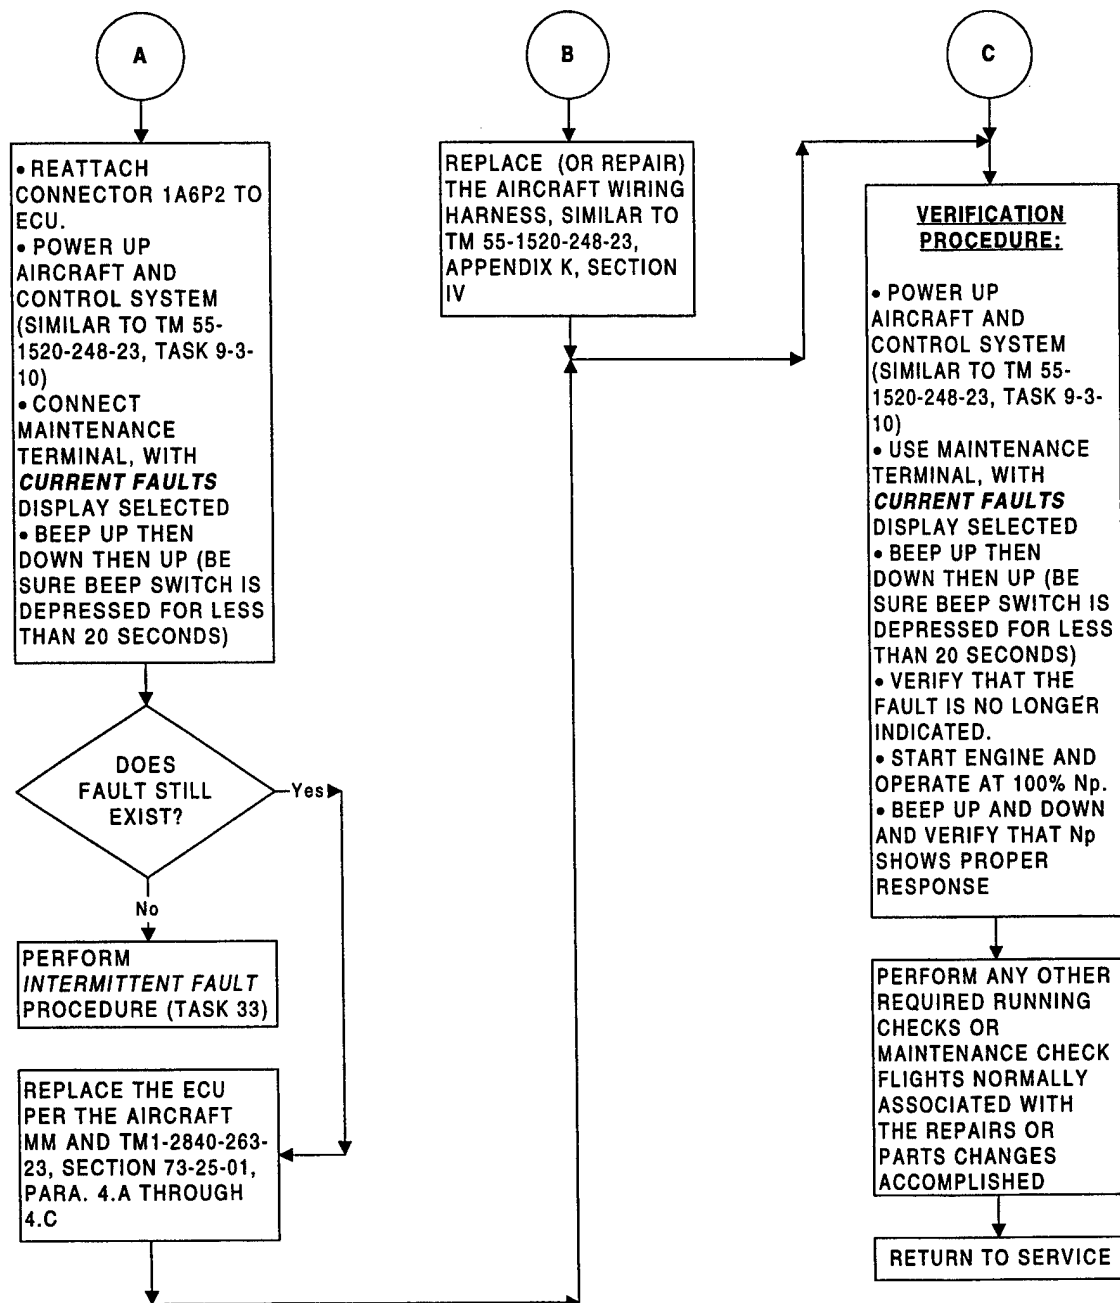 A
• REATTACH
CONNECTOR 1A6P2 TO
ECU.
• POWER UP
AIRCRAFT AND
CONTROL SYSTEM
(SIMILAR TO TM 55-
1520-248-23, TASK 9-3-
10)
• CONNECT
MAINTENANCE
TERMINAL, WITH
CURRENT FAULTS
DISPLAY SELECTED
• BEEP UP THEN
DOWN THEN UP (BE
SURE BEEP SWITCH IS
DEPRESSED FOR LESS
THAN 20 SECONDS)
DOES
FAULT STILL
EXIST?
Yes
No
PERFORM
INTERMITTENT FAULT
PROCEDURE (TASK 33)
REPLACE THE ECU
PER THE AIRCRAFT
MM AND TM1-2840-263-
23, SECTION 73-25-01,
PARA. 4.A THROUGH
4.C
B
REPLACE (OR REPAIR)
THE AIRCRAFT WIRING
HARNESS, SIMILAR TO
TM 55-1520-248-23,
APPENDIX K, SECTION
IV
C
VERIFICATION
PROCEDURE:
• POWER UP
AIRCRAFT AND
CONTROL SYSTEM
(SIMILAR TO TM 55-
1520-248-23, TASK 9-3-
10)
• USE MAINTENANCE
TERMINAL, WITH
CURRENT FAULTS
DISPLAY SELECTED
• BEEP UP THEN
DOWN THEN UP (BE
SURE BEEP SWITCH IS
DEPRESSED FOR LESS
THAN 20 SECONDS)
• VERIFY THAT THE
FAULT IS NO LONGER
INDICATED.
• START ENGINE AND
OPERATE AT 100% Np.
• BEEP UP AND DOWN
AND VERIFY THAT Np
SHOWS PROPER
RESPONSE
PERFORM ANY OTHER
REQUIRED RUNNING
CHECKS OR
MAINTENANCE CHECK
FLIGHTS NORMALLY
ASSOCIATED WITH
THE REPAIRS OR
PARTS CHANGES
ACCOMPLISHED
RETURN TO SERVICE